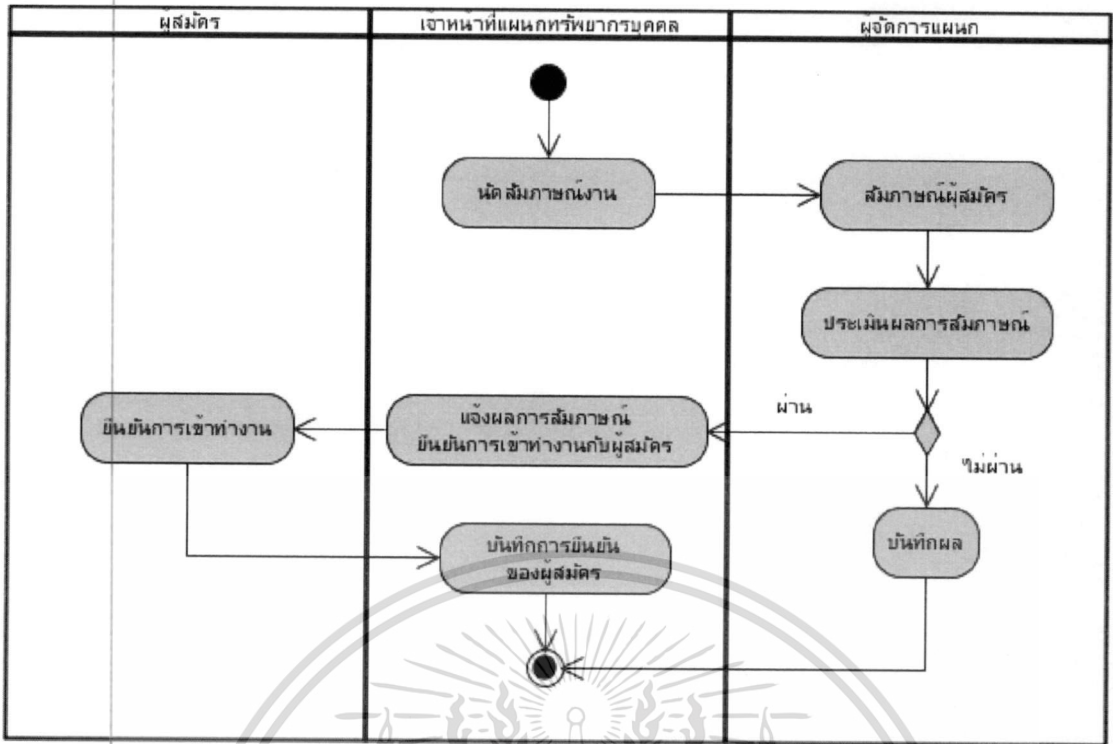 ผู้สมัคร
เจ้าหน้าที่แผนกทรัพยากรบุคคล
ผู้จัดการแผนก
นัดสัมภาษณ์งาน
สัมภาษณ์ผู้สมัคร
ประเมินผลการสัมภาษณ์
ผ่าน
ยืนยันการเข้าทำงาน
แจ้งผลการสัมภาษณ์
ยืนยันการเข้าทำงานกับผู้สมัคร
ไม่ผ่าน
บันทึกการยืนยัน
ของผู้สมัคร
บันทึกผล